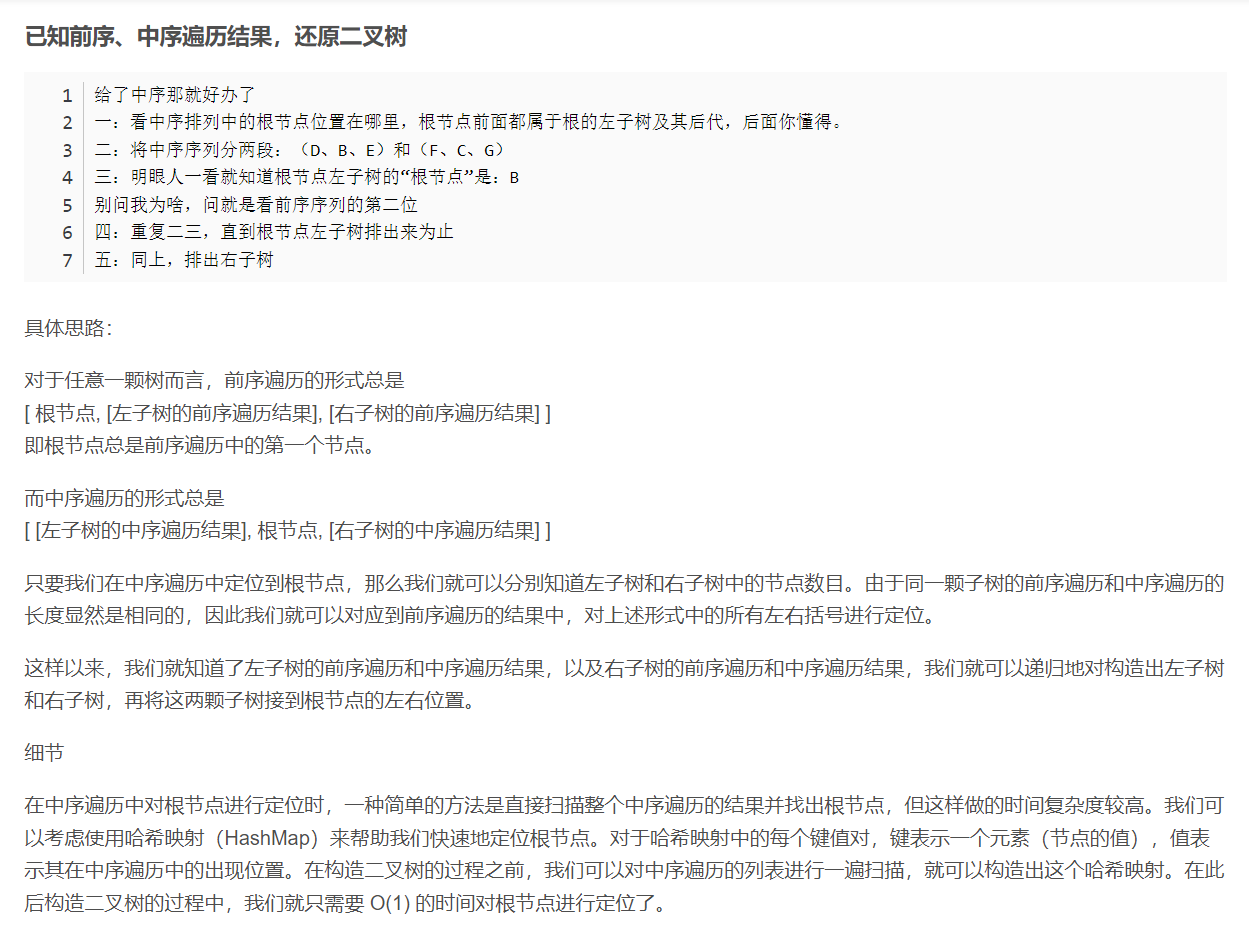 已知前序、中序遍历结果，还原二叉树
1 给了中序那就好办了
2 一：看中序排列中的根节点位置在哪里，根节点前面都属于根的左子树及其后代，后面你懂得。
3 二：将中序序列分两段：（D、B、E）和（F、C、G）
4 三：明眼人一看就知道根节点左子树的“根节点”是：B
5 别问我为啥，问就是看前序序列的第二位
6 四：重复二三，直到根节点左子树排出来为止
7 五：同上，排出右子树
具体思路：
对于任意一颗树而言，前序遍历的形式总是
[ 根节点, [左子树的前序遍历结果], [右子树的前序遍历结果] ]
即根节点总是前序遍历中的第一个节点。
而中序遍历的形式总是
[ [左子树的中序遍历结果], 根节点, [右子树的中序遍历结果] ]
只要我们在中序遍历中定位到根节点，那么我们就可以分别知道左子树和右子树中的节点数目。由于同一颗子树的前序遍历和中序遍历的
长度显然是相同的，因此我们就可以对应到前序遍历的结果中，对上述形式中的所有左右括号进行定位。
这样以来，我们就知道了左子树的前序遍历和中序遍历结果，以及右子树的前序遍历和中序遍历结果，我们就可以递归地对构造出左子树
和右子树，再将这两颗子树接到根节点的左右位置。
细节
在中序遍历中对根节点进行定位时，一种简单的方法是直接扫描整个中序遍历的结果并找出根节点，但这样做的时间复杂度较高。我们可
以考虑使用哈希映射（HashMap）来帮助我们快速地定位根节点。对于哈希映射中的每个键值对，键表示一个元素（节点的值），值表
示其在中序遍历中的出现位置。在构造二叉树的过程之前，我们可以对中序遍历的列表进行一遍扫描，就可以构造出这个哈希映射。在此
后构造二叉树的过程中，我们就只需要 O(1) 的时间对根节点进行定位了。